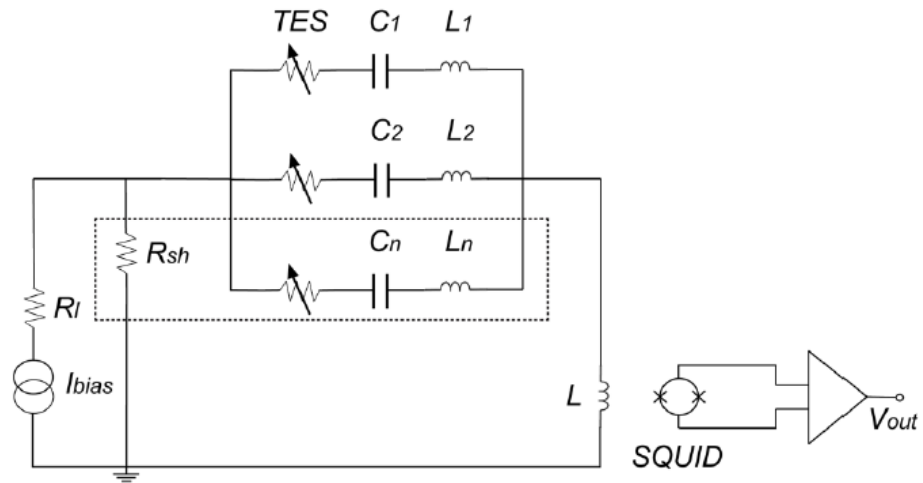 TES C1 L1
C2 L2
Cn Ln
Rsh
Rl
Ibias
L
Vout
SQUID